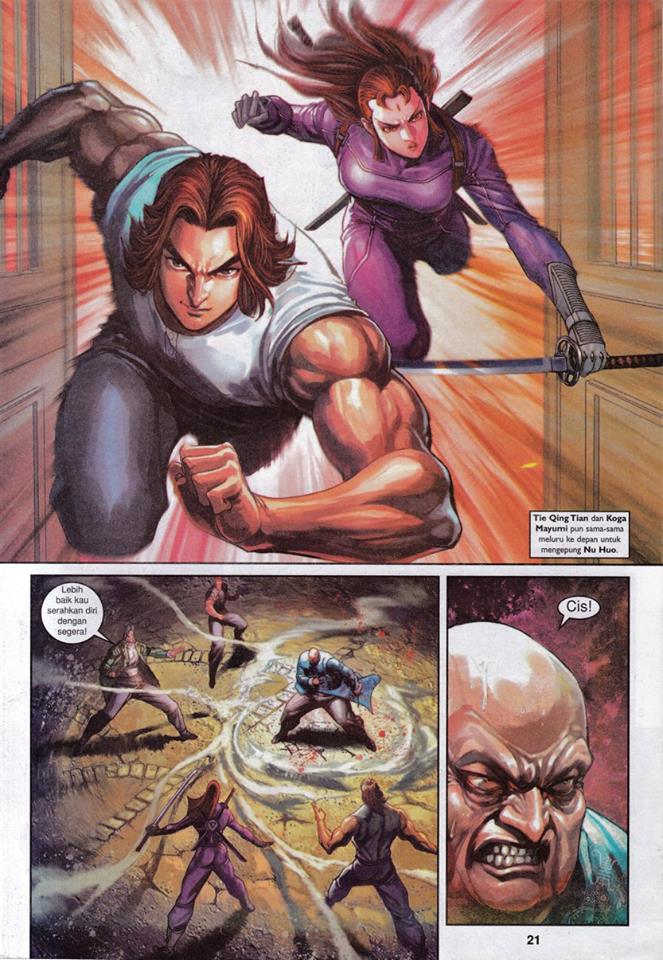 Tie Qing Tian dan Koga
Mayumi pun sama-sama
meluru ke depan untuk
mengepung Nu Huo.
Lebih
baik kau
serahkan diri
dengan
segera!
Cis!
21